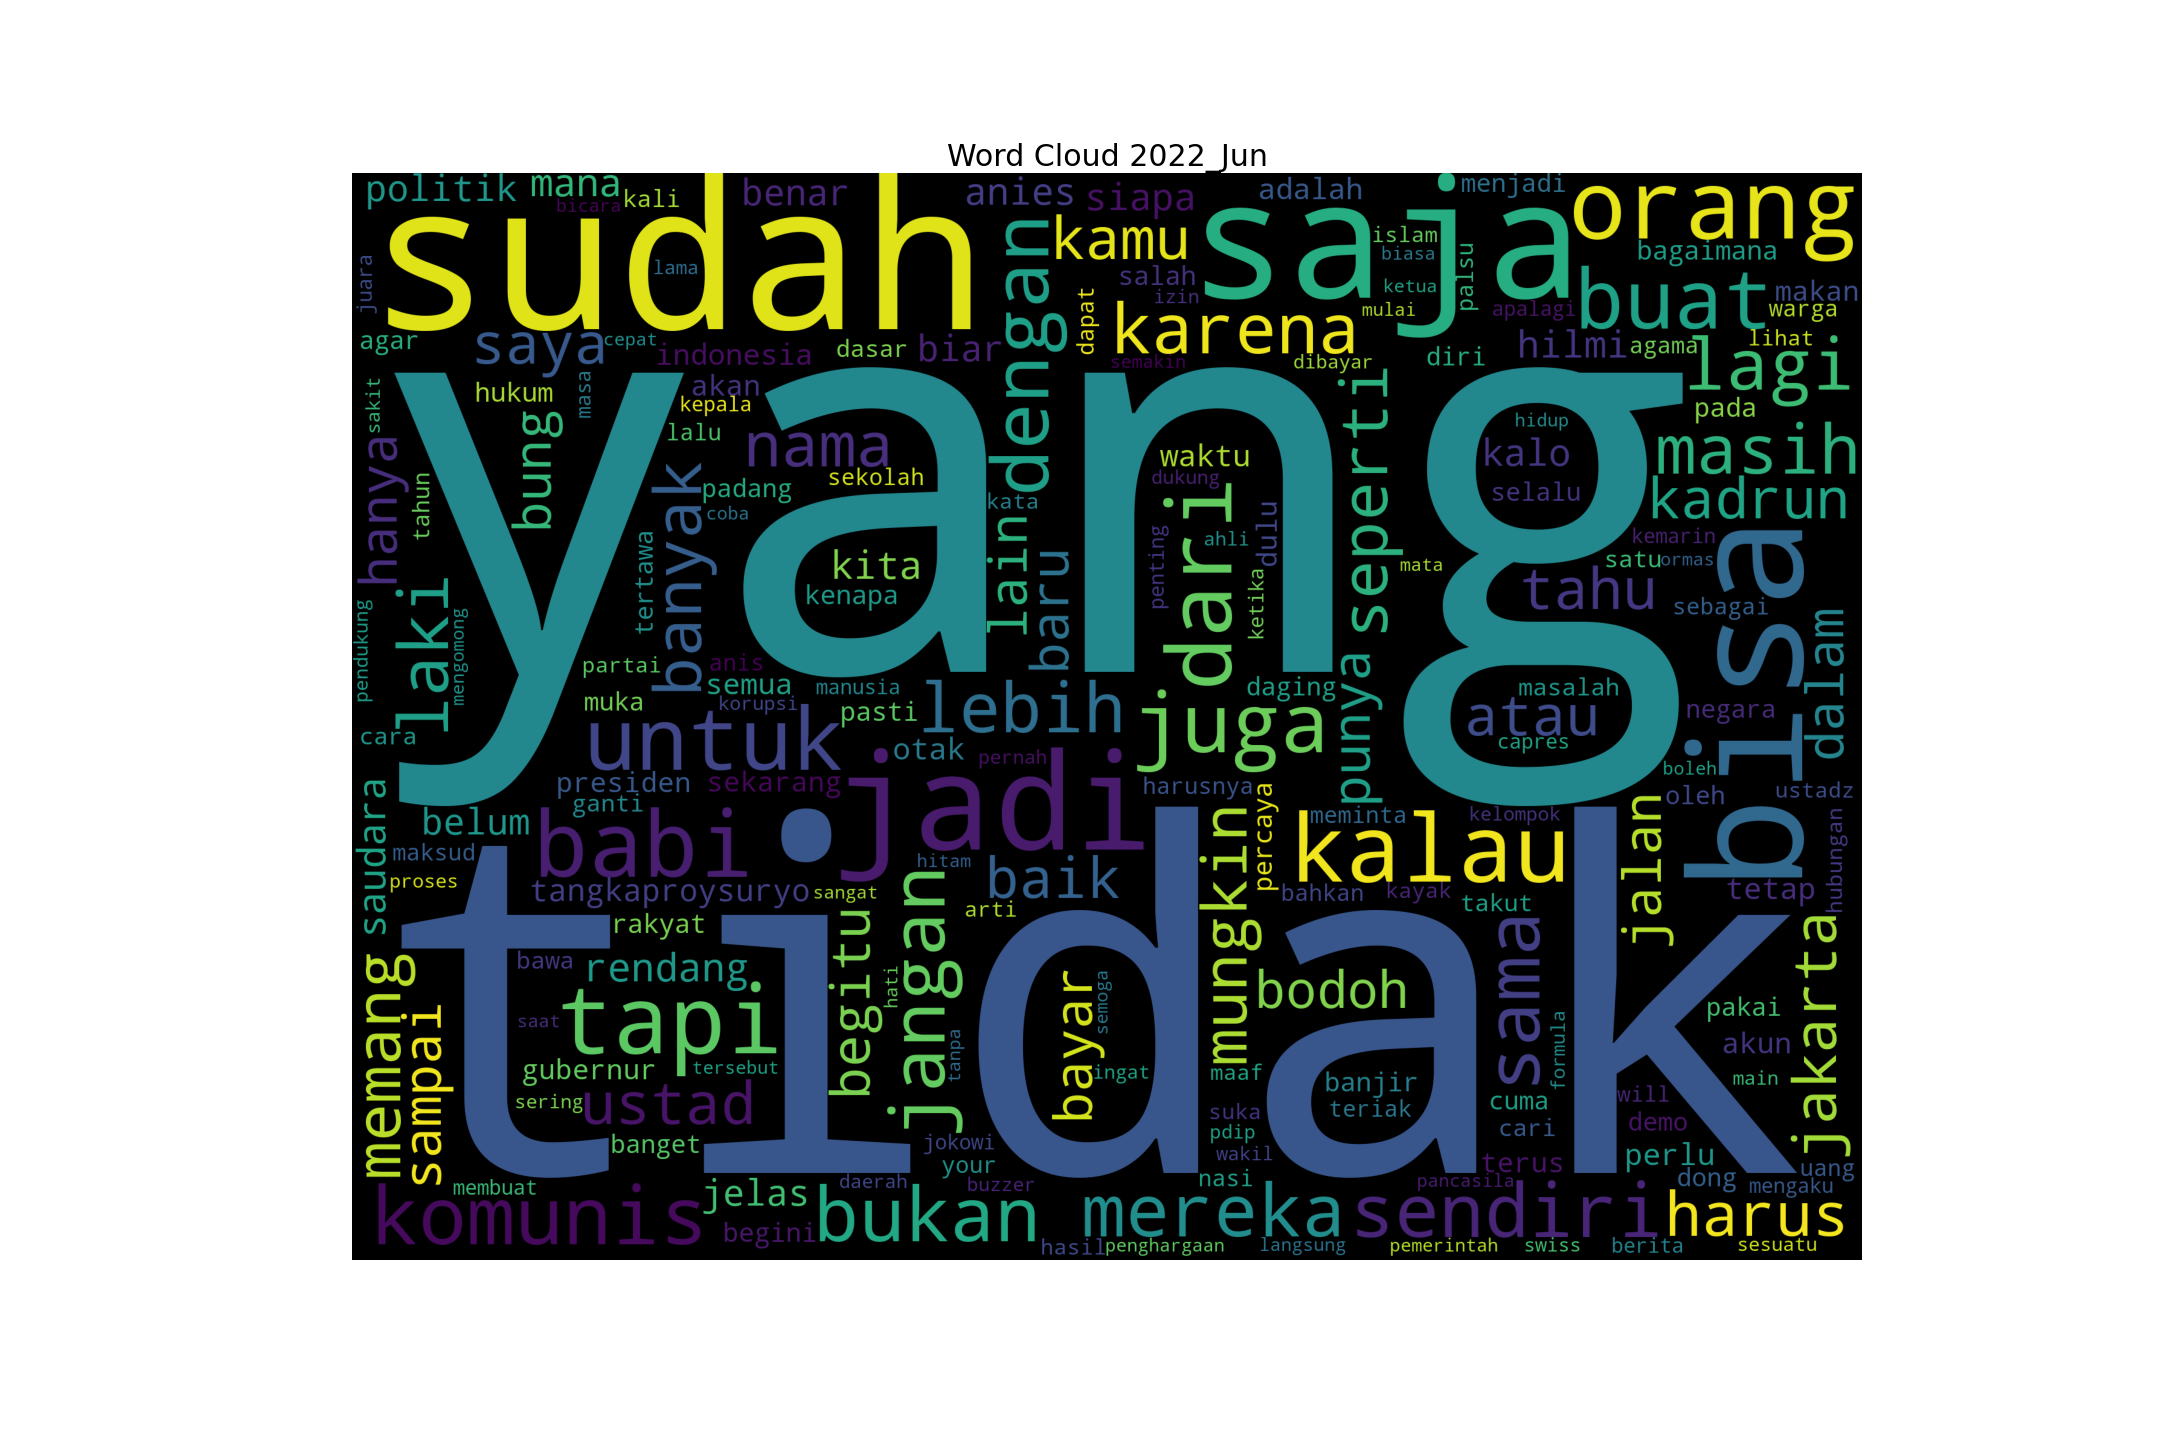 Word Cloud 2022_Jun
politik
mana
kali
bicara
benar
anies
siapa
adalah
menjadi
orang
sudah
saja
kamu
islam
biasa
palsu
bagaimana
juara
lama
dengan
salah
izin
ketua
buat
makan
agar
saya
cepat
indonesia
dasar
biar
dapat
karena
mulai
apalagi
warga
semakin
dibayar
diri
hilmi
agama
lihat
lagi
sakit
hukum
masa
akan
kepala
lalu
yang
hidup
pada
hanya
bung
nama
waktu
seperti
kalo
masih
tahun
banyak
padang
sekolah
coba
kata
dukung
selalu
kadrun
tertawa
kita
kenapa
lain
baru
dari
penting
ahli
dulu
ketika
mata
tahu
satu
kemarin
ormas
sebagai
bisa
pendukung
laki
mengomong
partai
anis
semua
manusia
muka
korupsi
pasti
lebih
daging
juga
punya
masalah
atau
capres
negara
dalam
cara
untuk
otak
pernah
boleh
presiden
sekarang
jadi
harusnya
oleh
ustadz
saudara
ganti
belum
babi
meminta
kelompok
kalau
jalan
hubungan
maksud
hitam
baik
mungkin
percaya
proses
tangkaproysuryo
sangat
bahkan
kayak
tetap
arti
takut
tidak
rakyat
begitu
jangan
sama
jakarta
memang
sampai
bawa
rendang
hati
bayar
semoga
bodoh
saat
tapi
tanpa
formula
pakai
akun
gubernur
tersebut
ingat
maaf
banjir
main
sering
ustad
suka
teriak
cuma
will
demo
banget
jokowi
pdip
cari
your
wakil
terus
perlu
uang
membuat
jelas
daerah
buzzer
nasi
pancasila
dong
mengaku
komunis
begini
bukan
mereka
sendiri
harus
hasil
penghargaan
langsung
pemerintah
swiss
berita
sesuatu